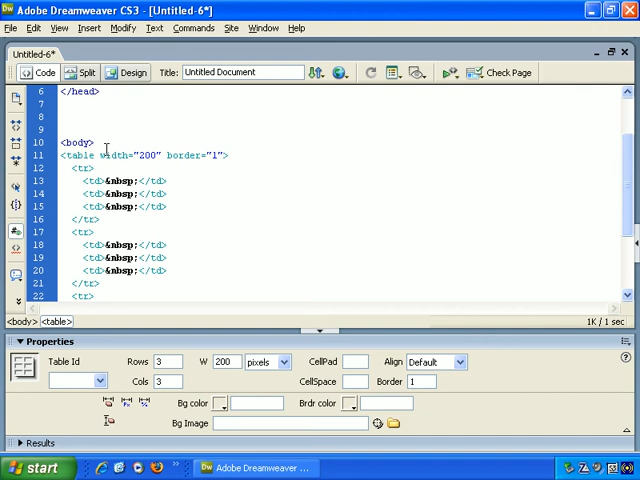 Dw Adobe Dreamweaver CS3 - [Untitled-6*]
File Edit View Insert Modify Text Commands Site Window Help
Untitled-6*
Code Split Design Title: Untitled Document Check Page
6 </head>
7
8
9
10 <body>
11 <table width="200" border="1">
12 <tr>
13 <td>&nbsp;</td>
14 <td>&nbsp;</td>
15 <td>&nbsp;</td>
16 </tr>
17 <tr>
18 <td>&nbsp;</td>
19 <td>&nbsp;</td>
20 <td>&nbsp;</td>
21 </tr>
22 <tr>
<body> <table> 1K / 1 sec
Properties
Table Id Rows 3 W 200 pixels CellPad Align Default
Cols 3 CellSpace Border 1
Bg color Brdr color
Bg Image
Results
start Dw Adobe Dreamweaver ...